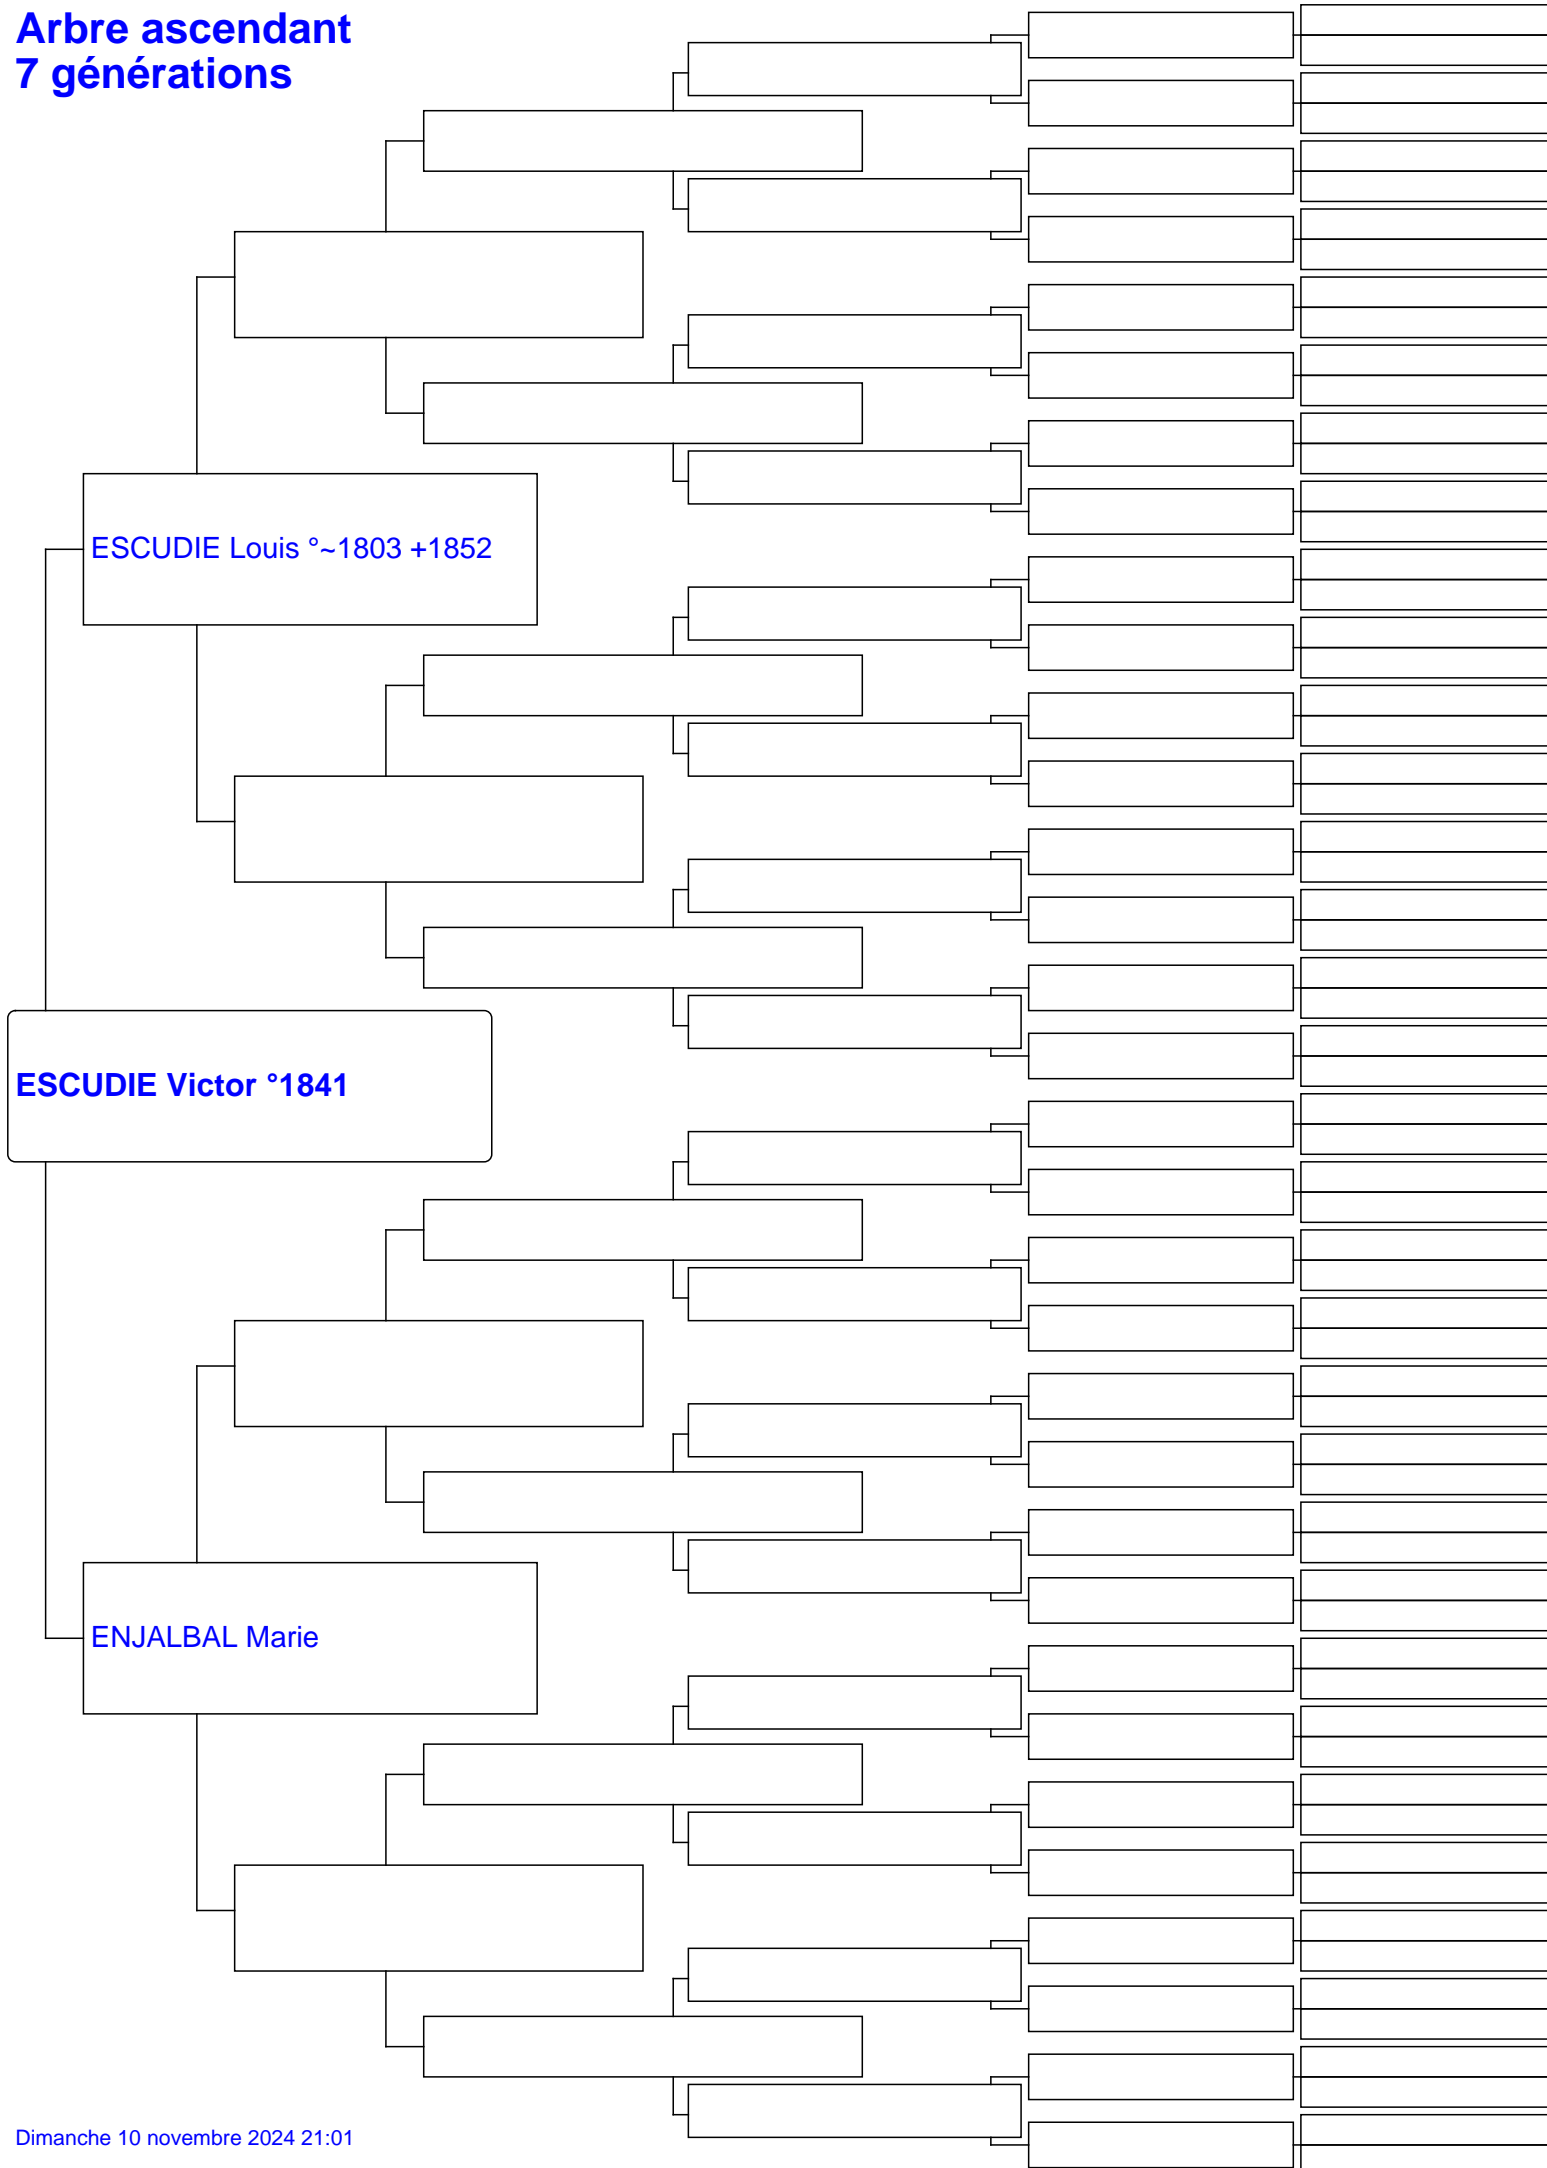 Arbre ascendant
7 générations
ESCUDIE Louis °~1803 +1852
ESCUDIE Victor °1841
ENJALBAL Marie
Dimanche 10 novembre 2024 21:01